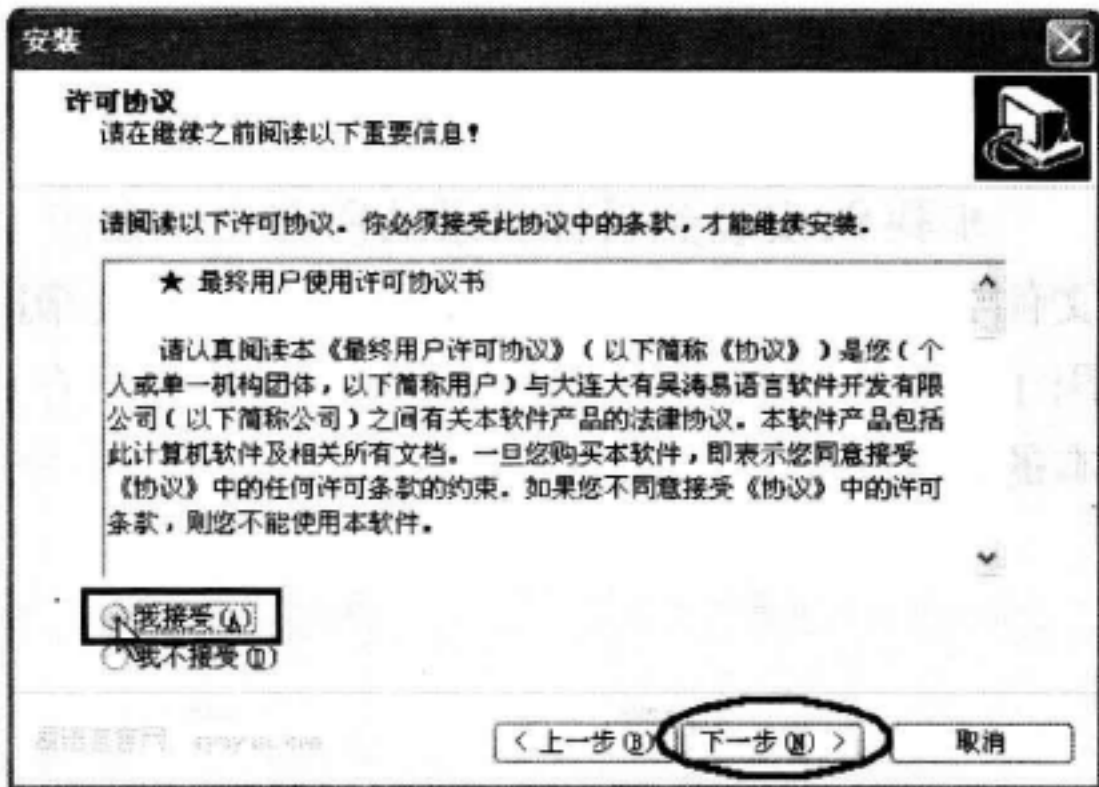 安装
许可协议
请在继续之前阅读以下重要信息！
请阅读以下许可协议。你必须接受此协议中的条款，才能继续安装。
★ 最终用户使用许可协议书
请认真阅读本《最终用户许可协议》（以下简称《协议》）是您（个
人或单一机构团体，以下简称用户）与大连大有吴涛易语言软件开发有限
公司（以下简称公司）之间有关本软件产品的法律协议。本软件产品包括
此计算机软件及相关所有文档。一旦您购买本软件，即表示您同意接受
《协议》中的任何许可条款的约束。如果您不同意接受《协议》中的许可
条款，则您不能使用本软件。
我接受(A)
我不接受(D)
< 上一步(B) 下一步(N) > 取消